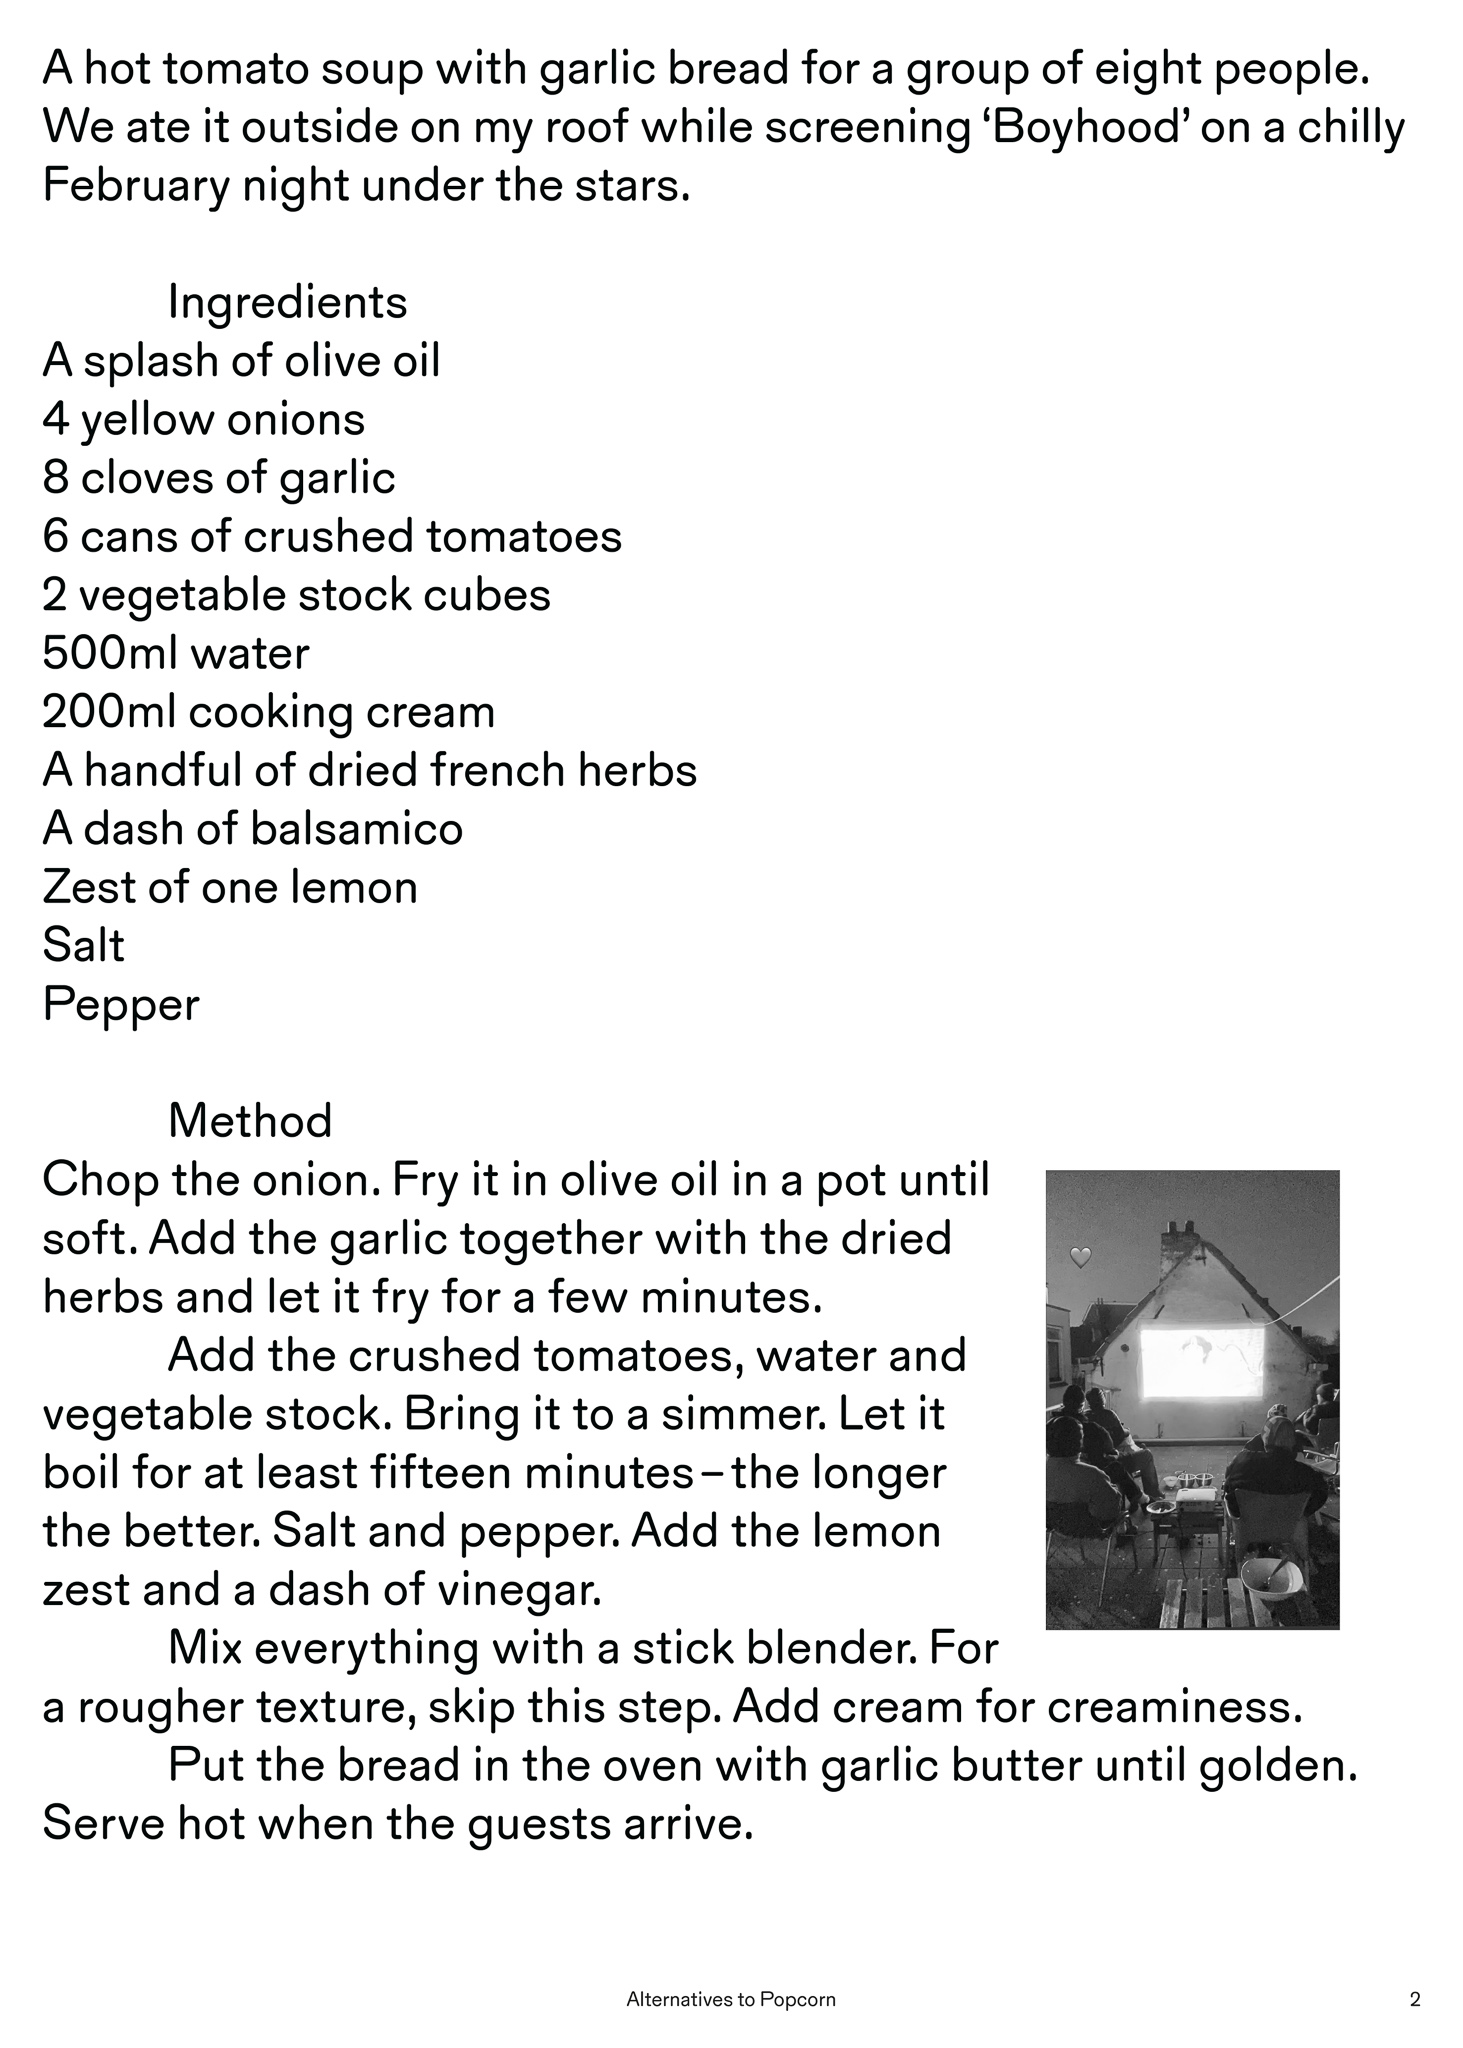 A hot tomato soup with garlic bread for a group of eight people.
We ate it outside on my roof while screening ‘Boyhood’ on a chilly
February night under the stars.
Ingredients
A splash of olive oil
4 yellow onions
8 cloves of garlic
6 cans of crushed tomatoes
2 vegetable stock cubes
500ml water
200ml cooking cream
A handful of dried french herbs
A dash of balsamico
Zest of one lemon
Salt
Pepper
Method
Chop the onion. Fry it in olive oil in a pot until
soft. Add the garlic together with the dried
herbs and let it fry for a few minutes.
Add the crushed tomatoes, water and
vegetable stock. Bring it to a simmer. Let it
boil for at least fifteen minutes – the longer
the better. Salt and pepper. Add the lemon
zest and a dash of vinegar.
Mix everything with a stick blender. For
a rougher texture, skip this step. Add cream for creaminess.
Put the bread in the oven with garlic butter until golden.
Serve hot when the guests arrive.
Alternatives to Popcorn
2